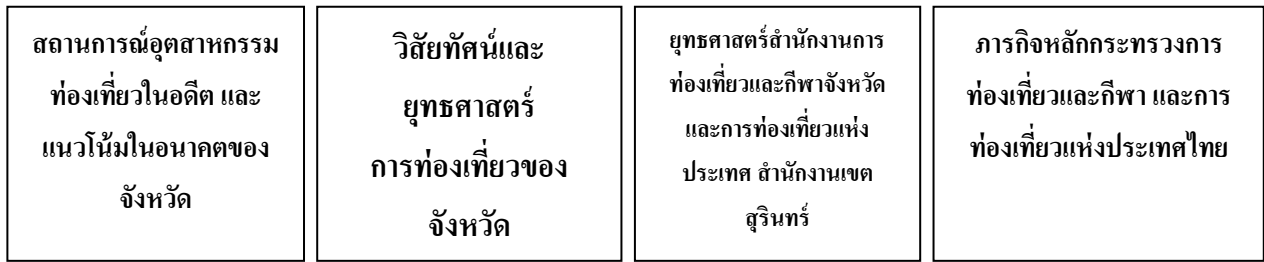 สถานการณ์อุตสาหกรรม
ท่องเที่ยวในอดีต และ
แนวโน้มในอนาคตของ
จังหวัด
วิสัยทัศน์และ
ยุทธศาสตร์
การท่องเที่ยวของ
จังหวัด
ยุทธศาสตร์สำนักงานการ
ท่องเที่ยวและกีฬาจังหวัด
และการท่องเที่ยวแห่ง
ประเทศ สำนักงานเขต
สุรินทร์
ภารกิจหลักกระทรวงการ
ท่องเที่ยวและกีฬา และการ
ท่องเที่ยวแห่งประเทศไทย